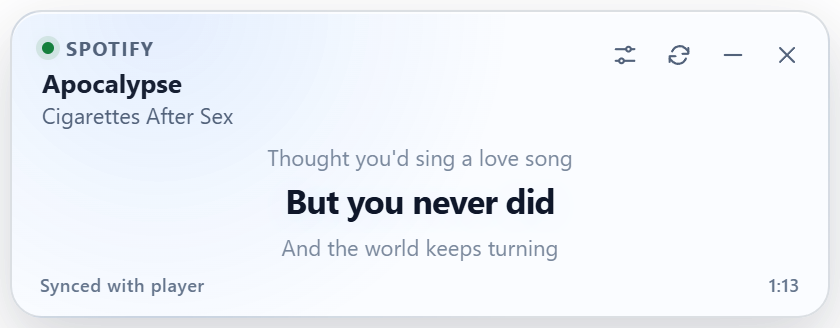 SPOTIFY
Apocalypse
Cigarettes After Sex
Thought you'd sing a love song
But you never did
And the world keeps turning
Synced with player
1:13